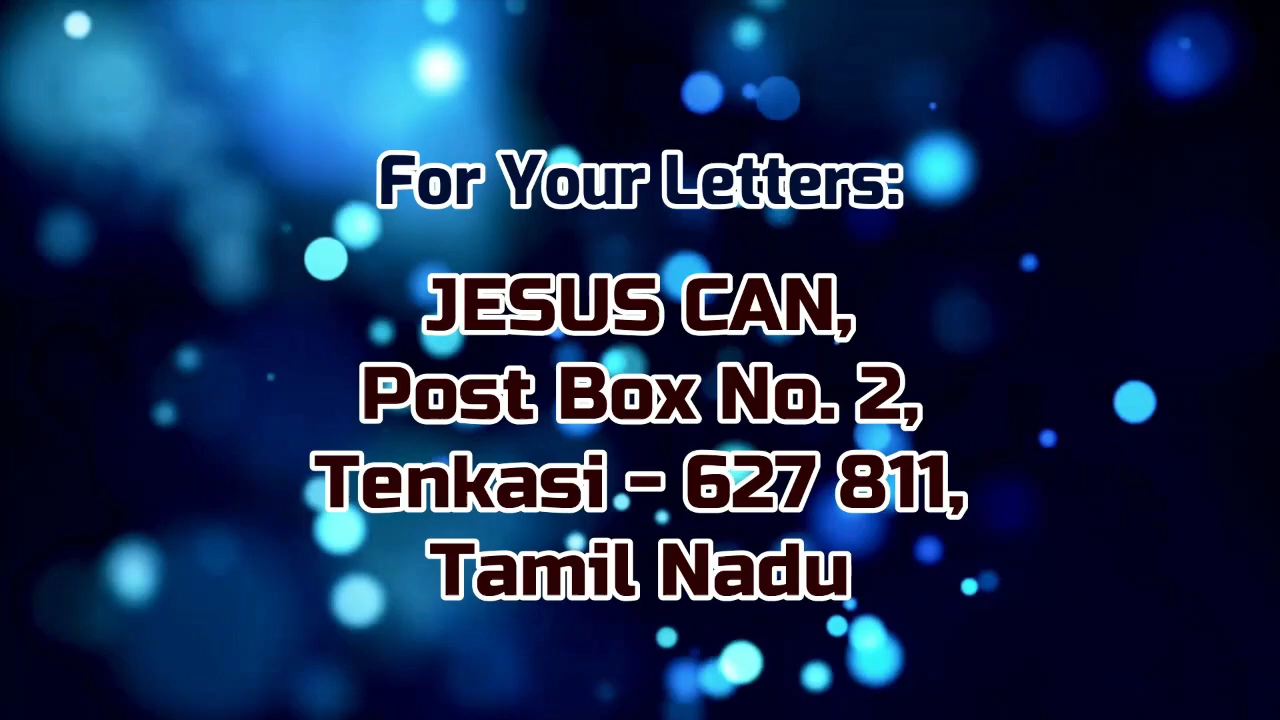 For Your Letters:
JESUS CAN,
Post Box No. 2,
Tenkasi - 627 811,
Tamil Nadu